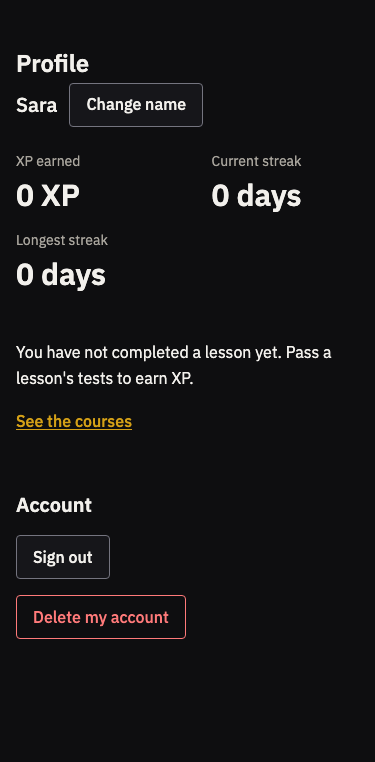 Profile
Sara
Change name
XP earned
Current streak
0 XP
0 days
Longest streak
0 days
You have not completed a lesson yet. Pass a
lesson's tests to earn XP.
See the courses
Account
Sign out
Delete my account